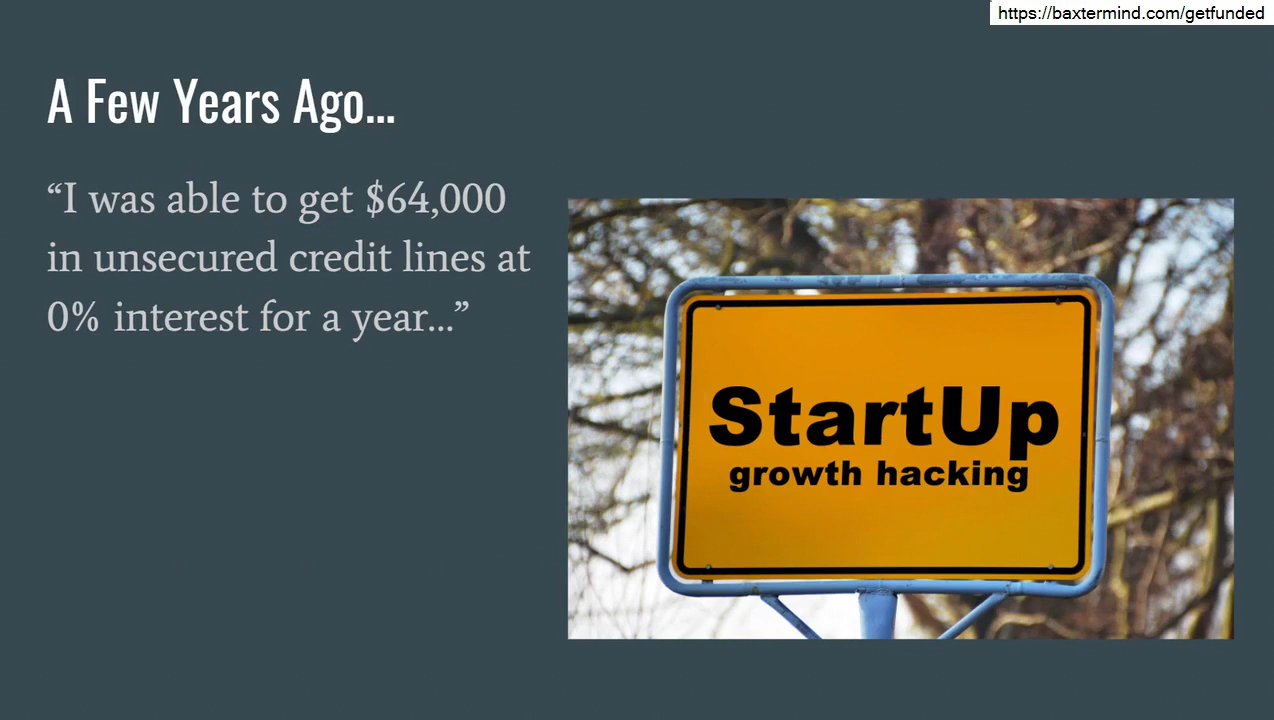 https://baxtermind.com/getfunded
A Few Years Ago...
“I was able to get $64,000
in unsecured credit lines at
0% interest for a year...”
StartUp
growth hacking